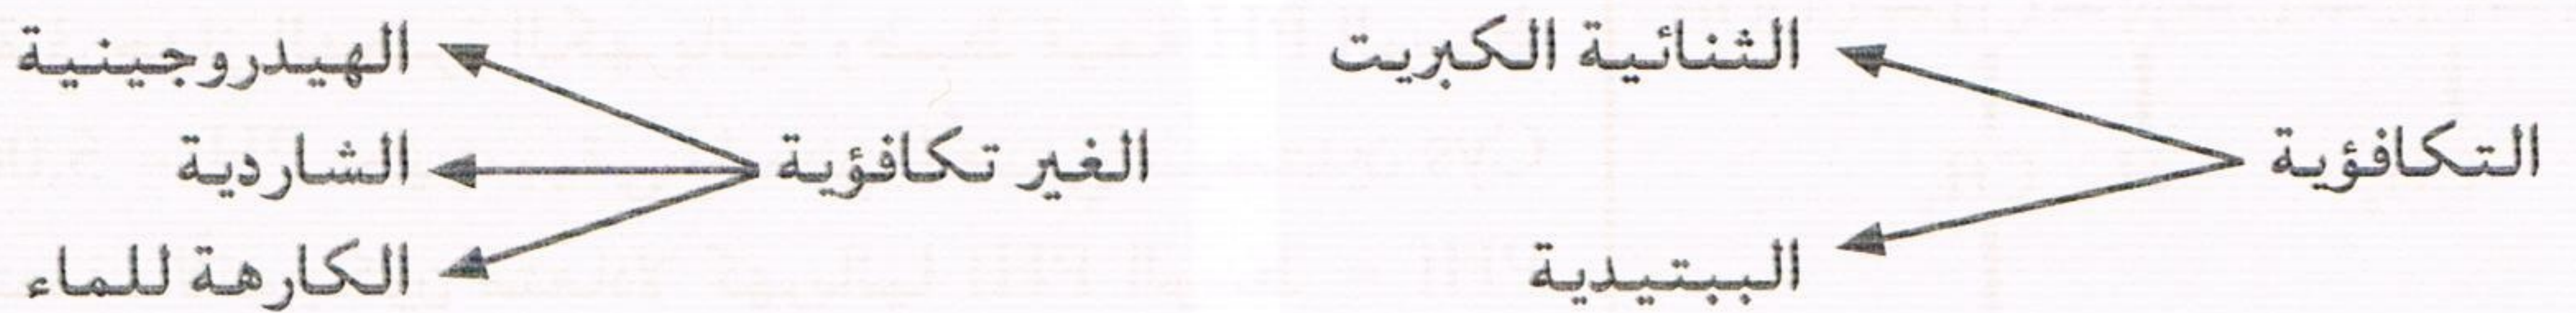 التكافؤية
الثنائية الكبريت
الببتيدية
الغير تكافؤية
الهيدروجينية
الشاردية
الكارهة للماء